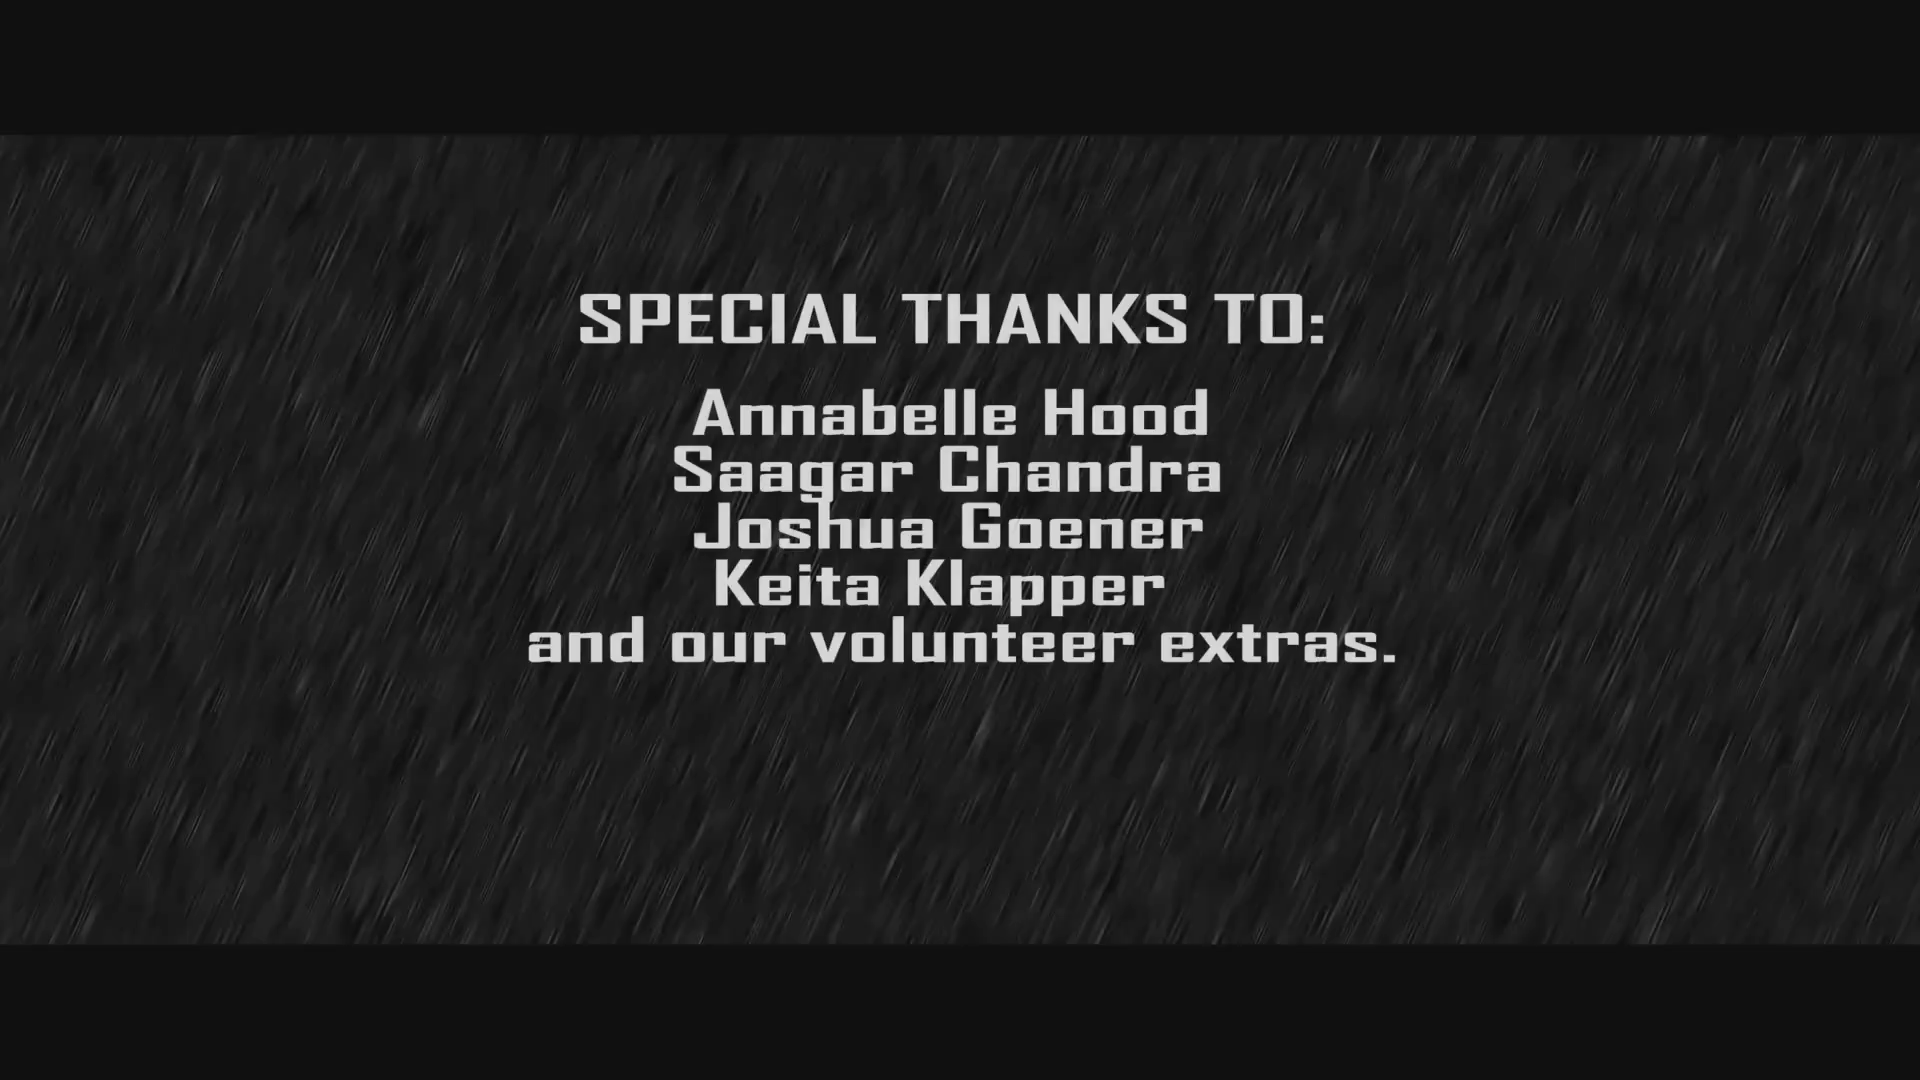 SPECIAL THANKS TO:
Annabelle Hood
Saagar Chandra
Joshua Goener
Keita Klapper
and our volunteer extras.